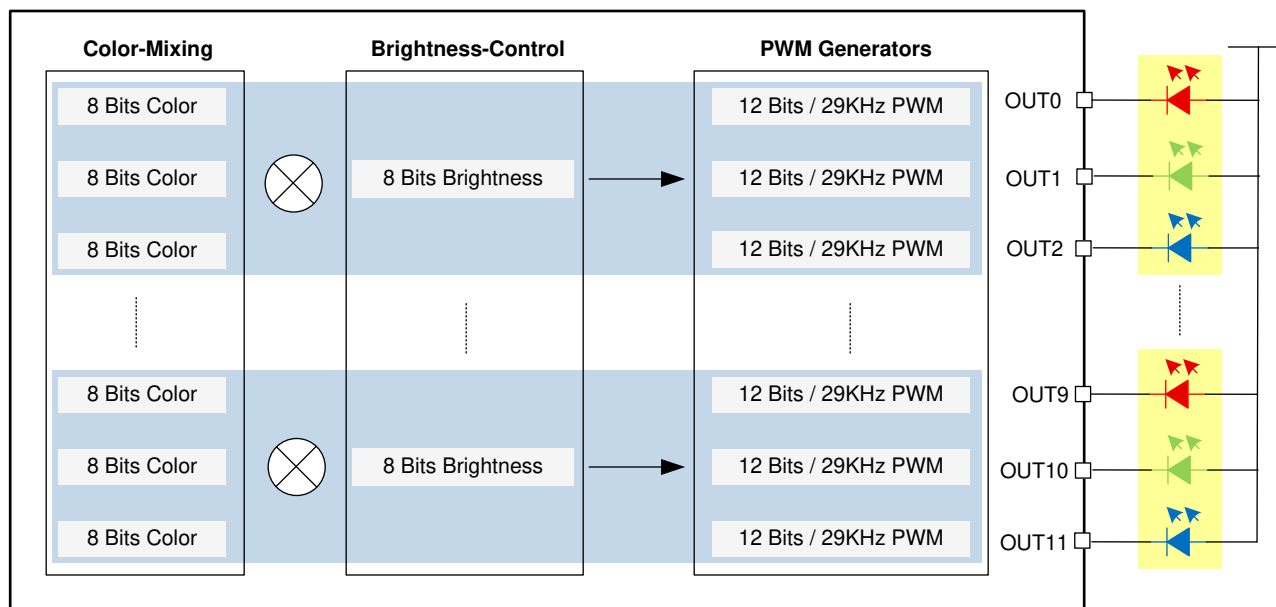 Color-Mixing
Brightness-Control
PWM Generators
8 Bits Color
12 Bits / 29KHz PWM
OUT0
8 Bits Color
8 Bits Brightness
12 Bits / 29KHz PWM
OUT1
8 Bits Color
12 Bits / 29KHz PWM
OUT2
8 Bits Color
12 Bits / 29KHz PWM
OUT9
8 Bits Color
8 Bits Brightness
12 Bits / 29KHz PWM
OUT10
8 Bits Color
12 Bits / 29KHz PWM
OUT11